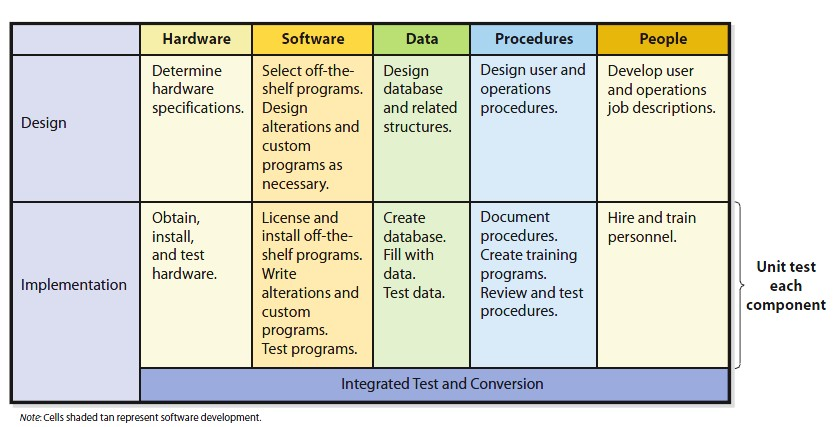 Hardware
Software
Data
Procedures
People
Design
Determine
hardware
specifications.
Select off-the-
shelf programs.
Design
alterations and
custom
programs as
necessary.
Design
database
and related
structures.
Design user and
operations
procedures.
Develop user
and operations
job descriptions.
Implementation
Obtain,
install,
and test
hardware.
License and
install off-the-
shelf programs.
Write
alterations and
custom
programs.
Test programs.
Create
database.
Fill with
data.
Test data.
Document
procedures.
Create training
programs.
Review and test
procedures.
Hire and train
personnel.
Unit test
each
component
Integrated Test and Conversion
Note: Cells shaded tan represent software development.